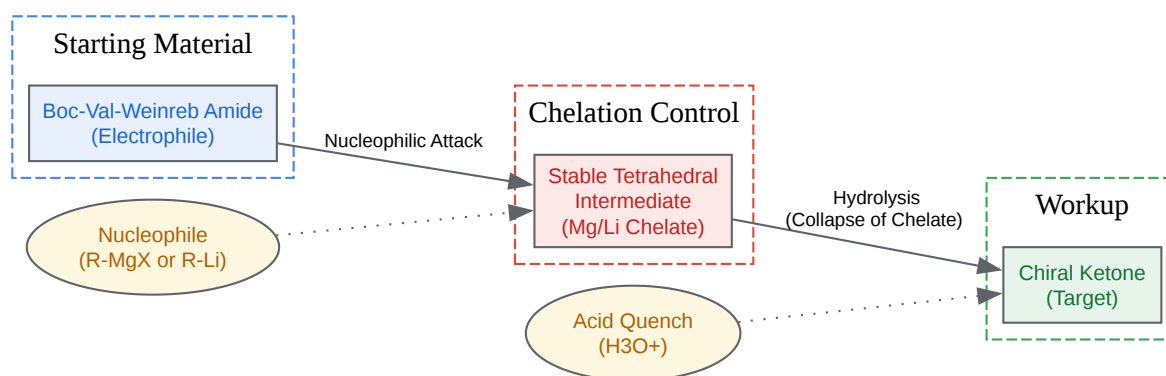 Starting Material
Boc-Val-Weinreb Amide
(Electrophile)
Nucleophilic Attack
Nucleophile
(R-MgX or R-Li)
Chelation Control
Stable Tetrahedral
Intermediate
(Mg/Li Chelate)
Hydrolysis
(Collapse of Chelate)
Acid Quench
(H3O+)
Workup
Chiral Ketone
(Target)